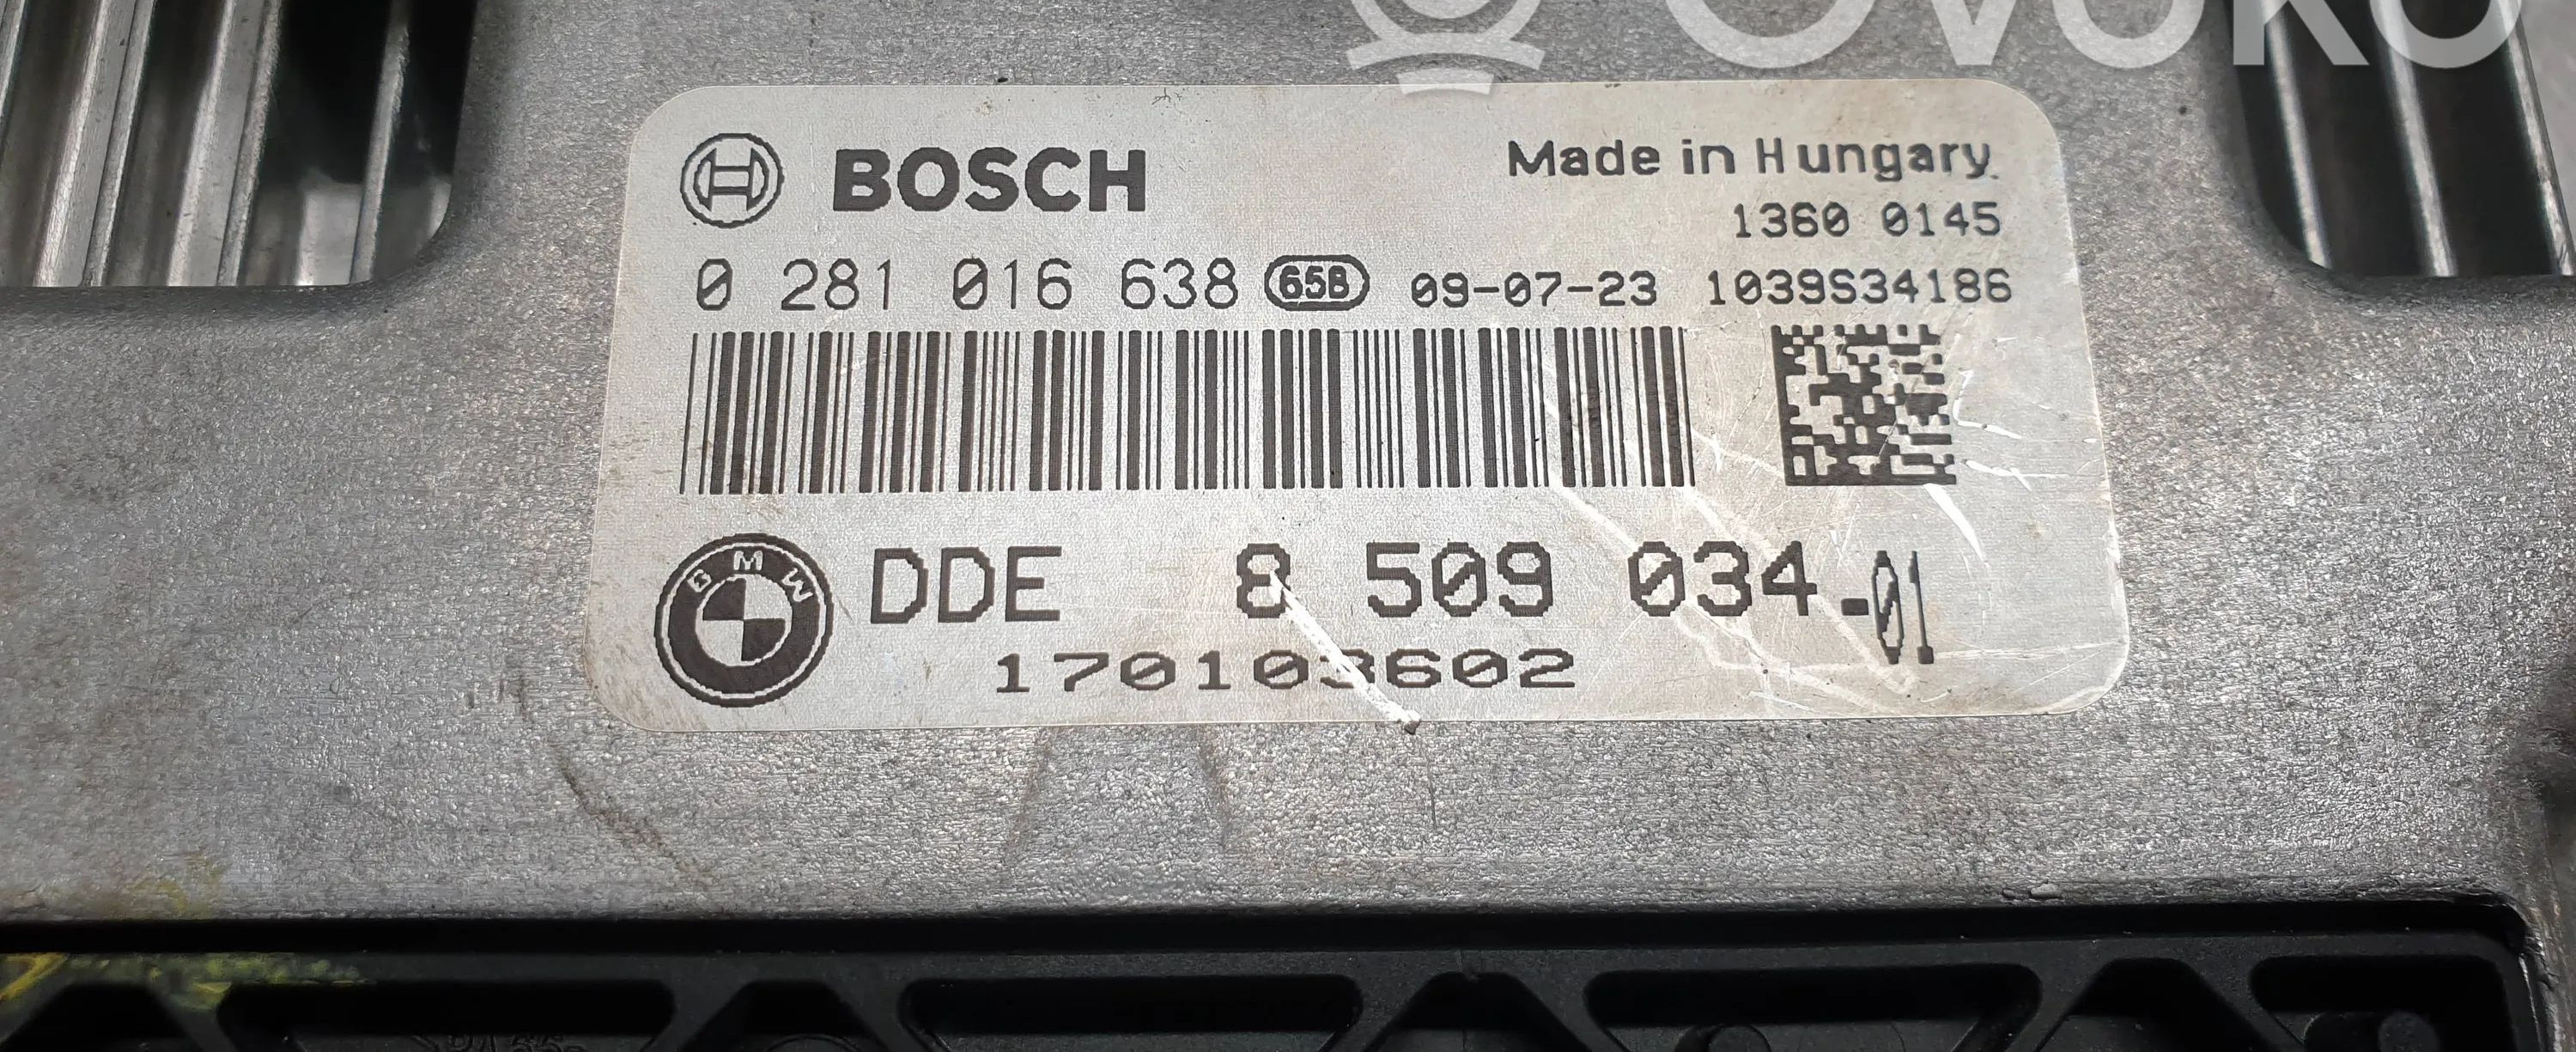 OVOKO
BOSCH
Made in Hungary
1360 0145
0 281 016 638 65B 09-07-23 1039S34186
BMW DDE 8 509 034-01
170103602